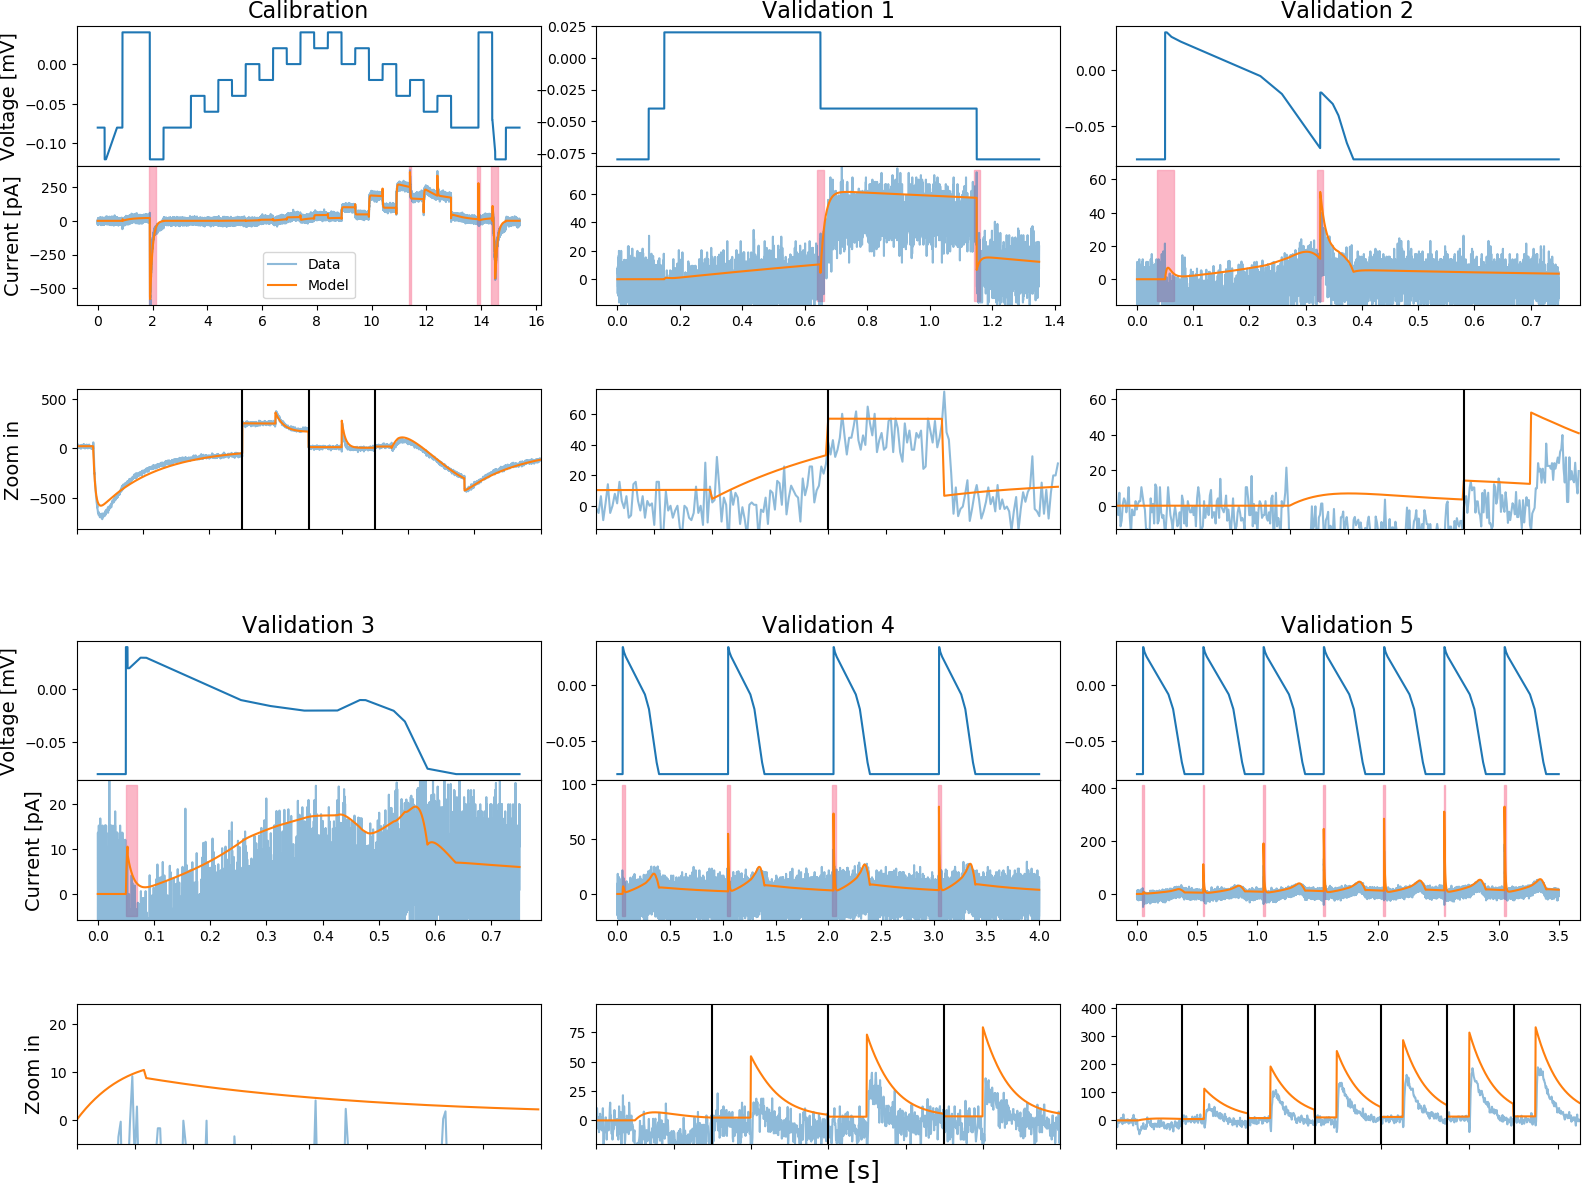 Calibration
Validation 1
Validation 2
Voltage [mV]
0.00
−0.05
−0.10
0.025
0.000
−0.025
−0.050
−0.075
0.00
−0.05
Current [pA]
250
0
−250
−500
Data
Model
0 2 4 6 8 10 12 14 16
60
40
20
0
0.0 0.2 0.4 0.6 0.8 1.0 1.2 1.4
60
40
20
0
0.0 0.1 0.2 0.3 0.4 0.5 0.6 0.7
Zoom in
500
0
−500
60
40
20
0
60
40
20
0
Validation 3
Validation 4
Validation 5
Voltage [mV]
0.00
−0.05
0.00
−0.05
0.00
−0.05
Current [pA]
20
10
0
0.0 0.1 0.2 0.3 0.4 0.5 0.6 0.7
100
50
0
0.0 0.5 1.0 1.5 2.0 2.5 3.0 3.5 4.0
400
200
0
0.0 0.5 1.0 1.5 2.0 2.5 3.0 3.5
Zoom in
20
10
0
75
50
25
0
400
300
200
100
0
Time [s]